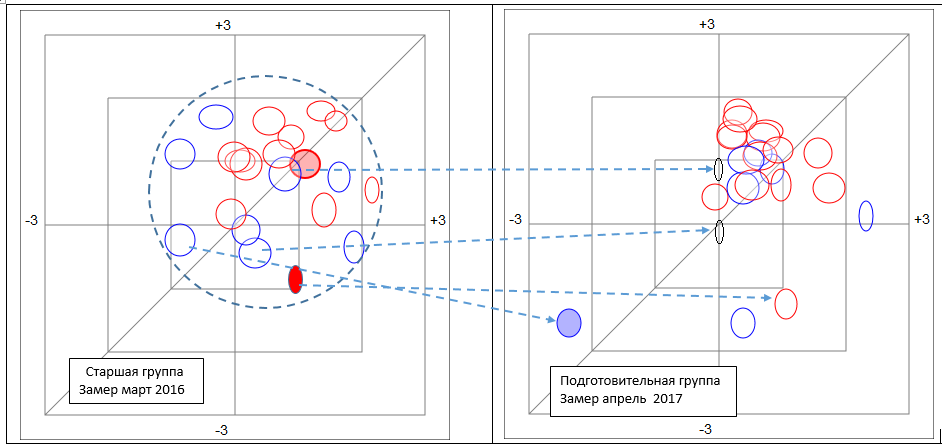 +3
-3
+3
Старшая группа
Замер март 2016
-3
+3
-3
+3
Подготовительная группа
Замер апрель 2017
-3